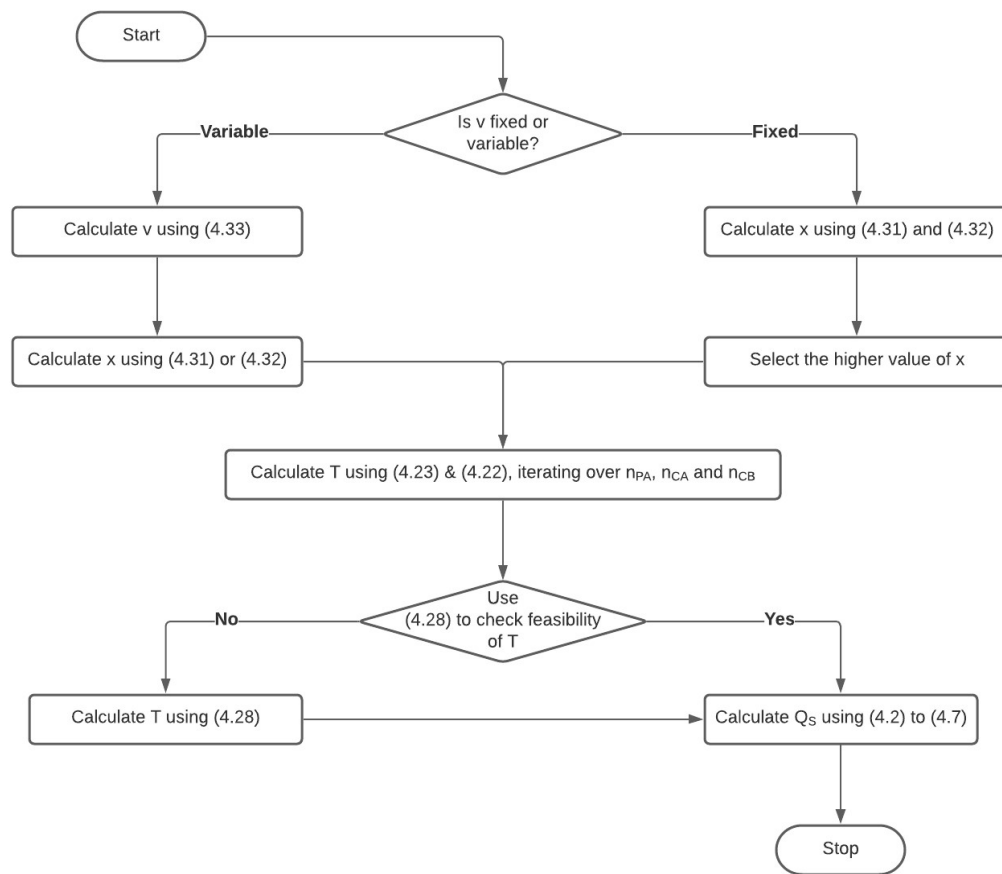 Start
Is v fixed or
variable?
Variable
Fixed
Calculate v using (4.33)
Calculate x using (4.31) and (4.32)
Calculate x using (4.31) or (4.32)
Select the higher value of x
Calculate T using (4.23) & (4.22), iterating over nPA, nCA and nCB
Use
(4.28) to check feasibility
of T
No
Yes
Calculate T using (4.28)
Calculate QS using (4.2) to (4.7)
Stop